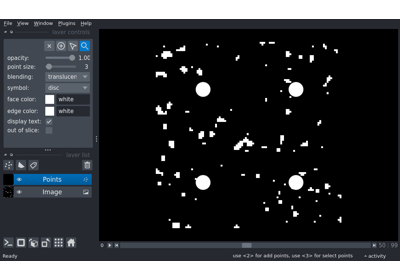 File View Window Plugins Help
layer controls
opacity: 1.00
point size: 3
blending: translucen
symbol: disc
face color: white
edge color: white
display text:
out of slice:
layer list
Points
Image
0 50 99
Ready use <2> for add points, use <3> for select points activity